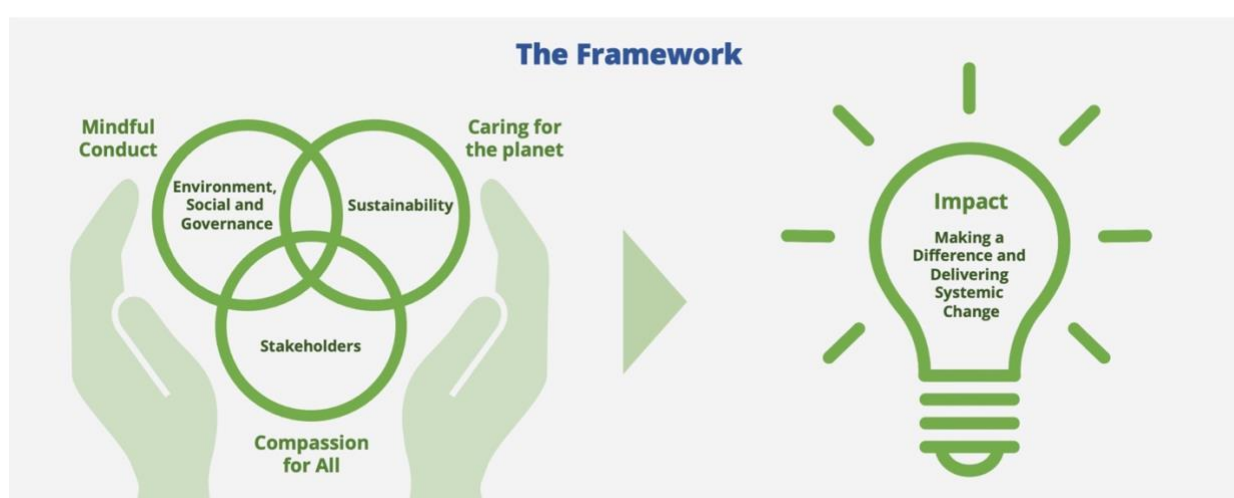 The Framework
Mindful
Conduct
Caring for
the planet
Environment,
Social and
Governance
Sustainability
Stakeholders
Compassion
for All
Impact
Making a
Difference and
Delivering
Systemic
Change